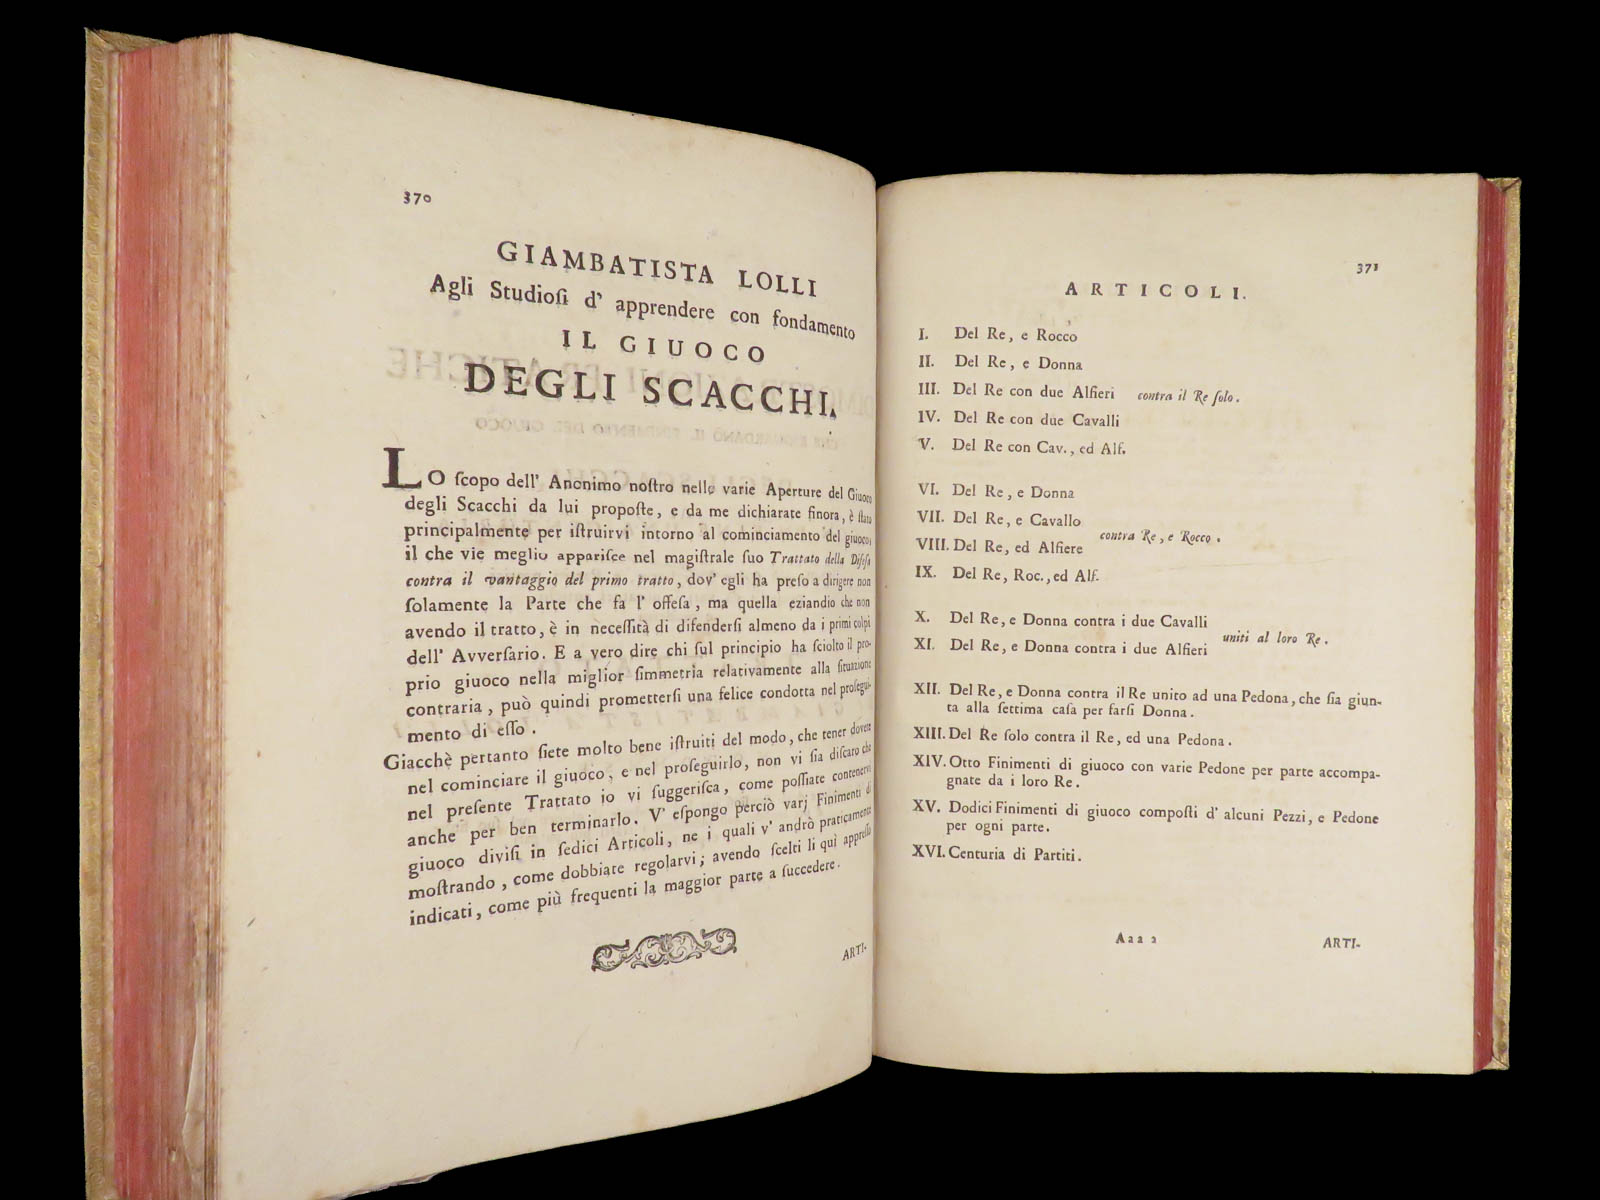 370
GIAMBATISTA LOLLI
Agli Studioſi d' apprendere con fondamento
IL GIUOCO
DEGLI SCACCHI.
Lo ſcopo dell' Anonimo noſtro nelle varie Aperture del Giuoco
degli Scacchi da lui propoſte, e da me dichiarate finora, è ſtato
principalmente per iſtruirvi intorno al cominciamento del giuoco,
il che vie meglio appariſce nel magiſtrale ſuo Trattato della Difeſa
contra il vantaggio del primo tratto, dov' egli ha preſo a dirigere non
ſolamente la Parte che fa l' offeſa, ma quella eziandio che non
avendo il tratto, è in neceſſità di difenderſi almeno da i primi colpi
dell' Avverſario. E a vero dire chi ſul principio ha ſciolto il pro-
prio giuoco nella miglior ſimmetria relativamente alla ſituazione
contraria, può quindi prometterſi una felice condotta nel proſegui-
mento di eſſo.
Giacchè pertanto ſiete molto bene iſtruiti del modo, che tener dovete
nel cominciare il giuoco, e nel proſeguirlo, non vi ſia diſcaro che
nel preſente Trattato io vi ſuggeriſca, come poſſiate contenervi
anche per ben terminarlo. V' eſpongo perciò varj Finimenti di
giuoco diviſi in ſedici Articoli, ne i quali v' andrò praticamente
moſtrando, come dobbiate regolarvi; avendo ſcelti li quì appreſſo
indicati, come più frequenti la maggior parte a ſuccedere.
ARTI-
371
ARTICOLI.
I. Del Re, e Rocco
II. Del Re, e Donna
III. Del Re con due Alfieri contra il Re ſolo.
IV. Del Re con due Cavalli
V. Del Re con Cav., ed Alf.
VI. Del Re, e Donna
VII. Del Re, e Cavallo
contra Re, e Rocco.
VIII. Del Re, ed Alfiere
IX. Del Re, Roc., ed Alf.
X. Del Re, e Donna contra i due Cavalli
uniti al loro Re.
XI. Del Re, e Donna contra i due Alfieri
XII. Del Re, e Donna contra il Re unito ad una Pedona, che ſia giun-
ta alla ſettima caſa per farſi Donna.
XIII. Del Re ſolo contra il Re, ed una Pedona.
XIV. Otto Finimenti di giuoco con varie Pedone per parte accompa-
gnate da i loro Re.
XV. Dodici Finimenti di giuoco compoſti d' alcuni Pezzi, e Pedone
per ogni parte.
XVI. Centuria di Partiti.
Aaa 2
ARTI-